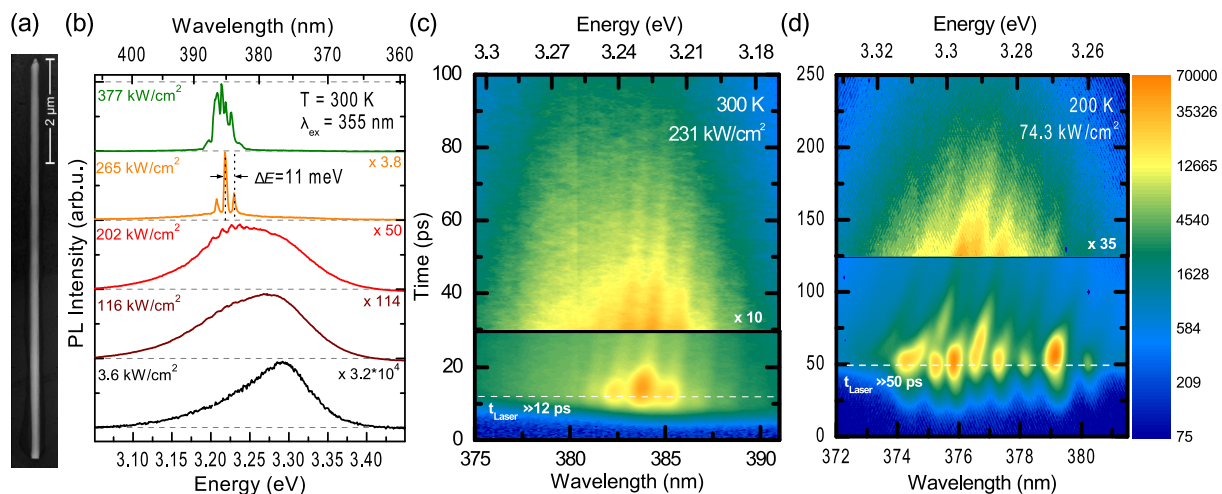 (a)
2 μm
(b)
Wavelength (nm)
400 390 380 370 360
377 kW/cm²
T = 300 K
λex = 355 nm
265 kW/cm²
x 3.8
ΔE=11 meV
202 kW/cm²
x 50
116 kW/cm²
x 114
3.6 kW/cm²
x 3.2*10⁴
PL Intensity (arb.u.)
3.10 3.15 3.20 3.25 3.30 3.35 3.40
Energy (eV)
(c)
Energy (eV)
3.3 3.27 3.24 3.21 3.18
100
80
60
40
20
0
Time (ps)
300 K
231 kW/cm²
x 10
tLaser »12 ps
375 380 385 390
Wavelength (nm)
(d)
Energy (eV)
3.32 3.3 3.28 3.26
250
200
150
100
50
0
200 K
74.3 kW/cm²
x 35
tLaser »50 ps
372 374 376 378 380
Wavelength (nm)
70000
35326
12665
4540
1628
584
209
75